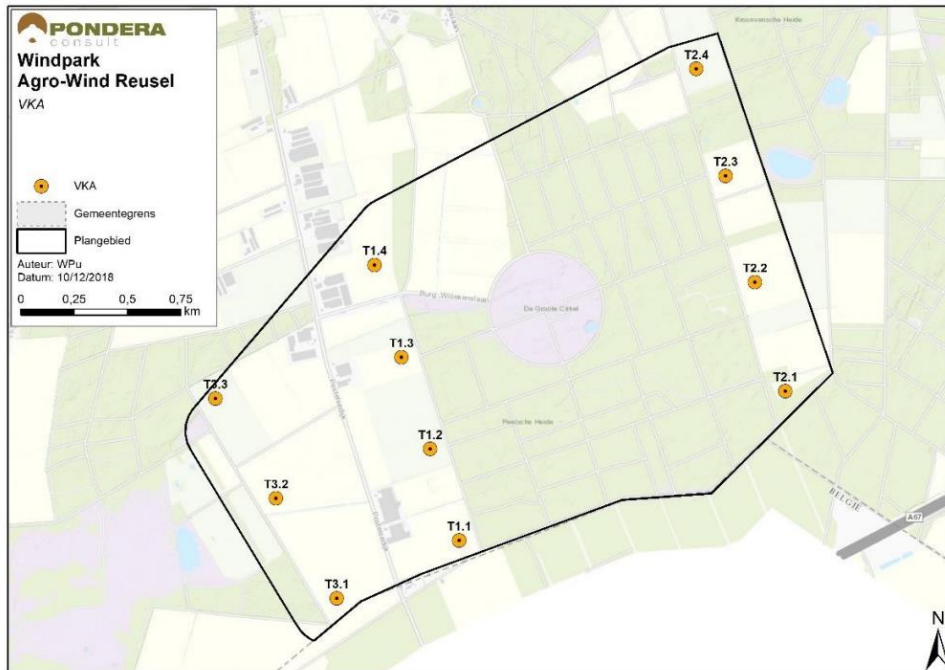 PONDERA
consult
Windpark
Agro-Wind Reusel
VKA
VKA
Gemeentegrens
Plangebied
Auteur: WPu
Datum: 10/12/2018
0 0,25 0,5 0,75
km
T2.4
T2.3
T1.4
T2.2
Burg Willekenslaan
De Groote Cirkel
T1.3
T3.3
T2.1
Peelsche Heide
T1.2
T3.2
BELGIE
A67
T1.1
T3.1
N